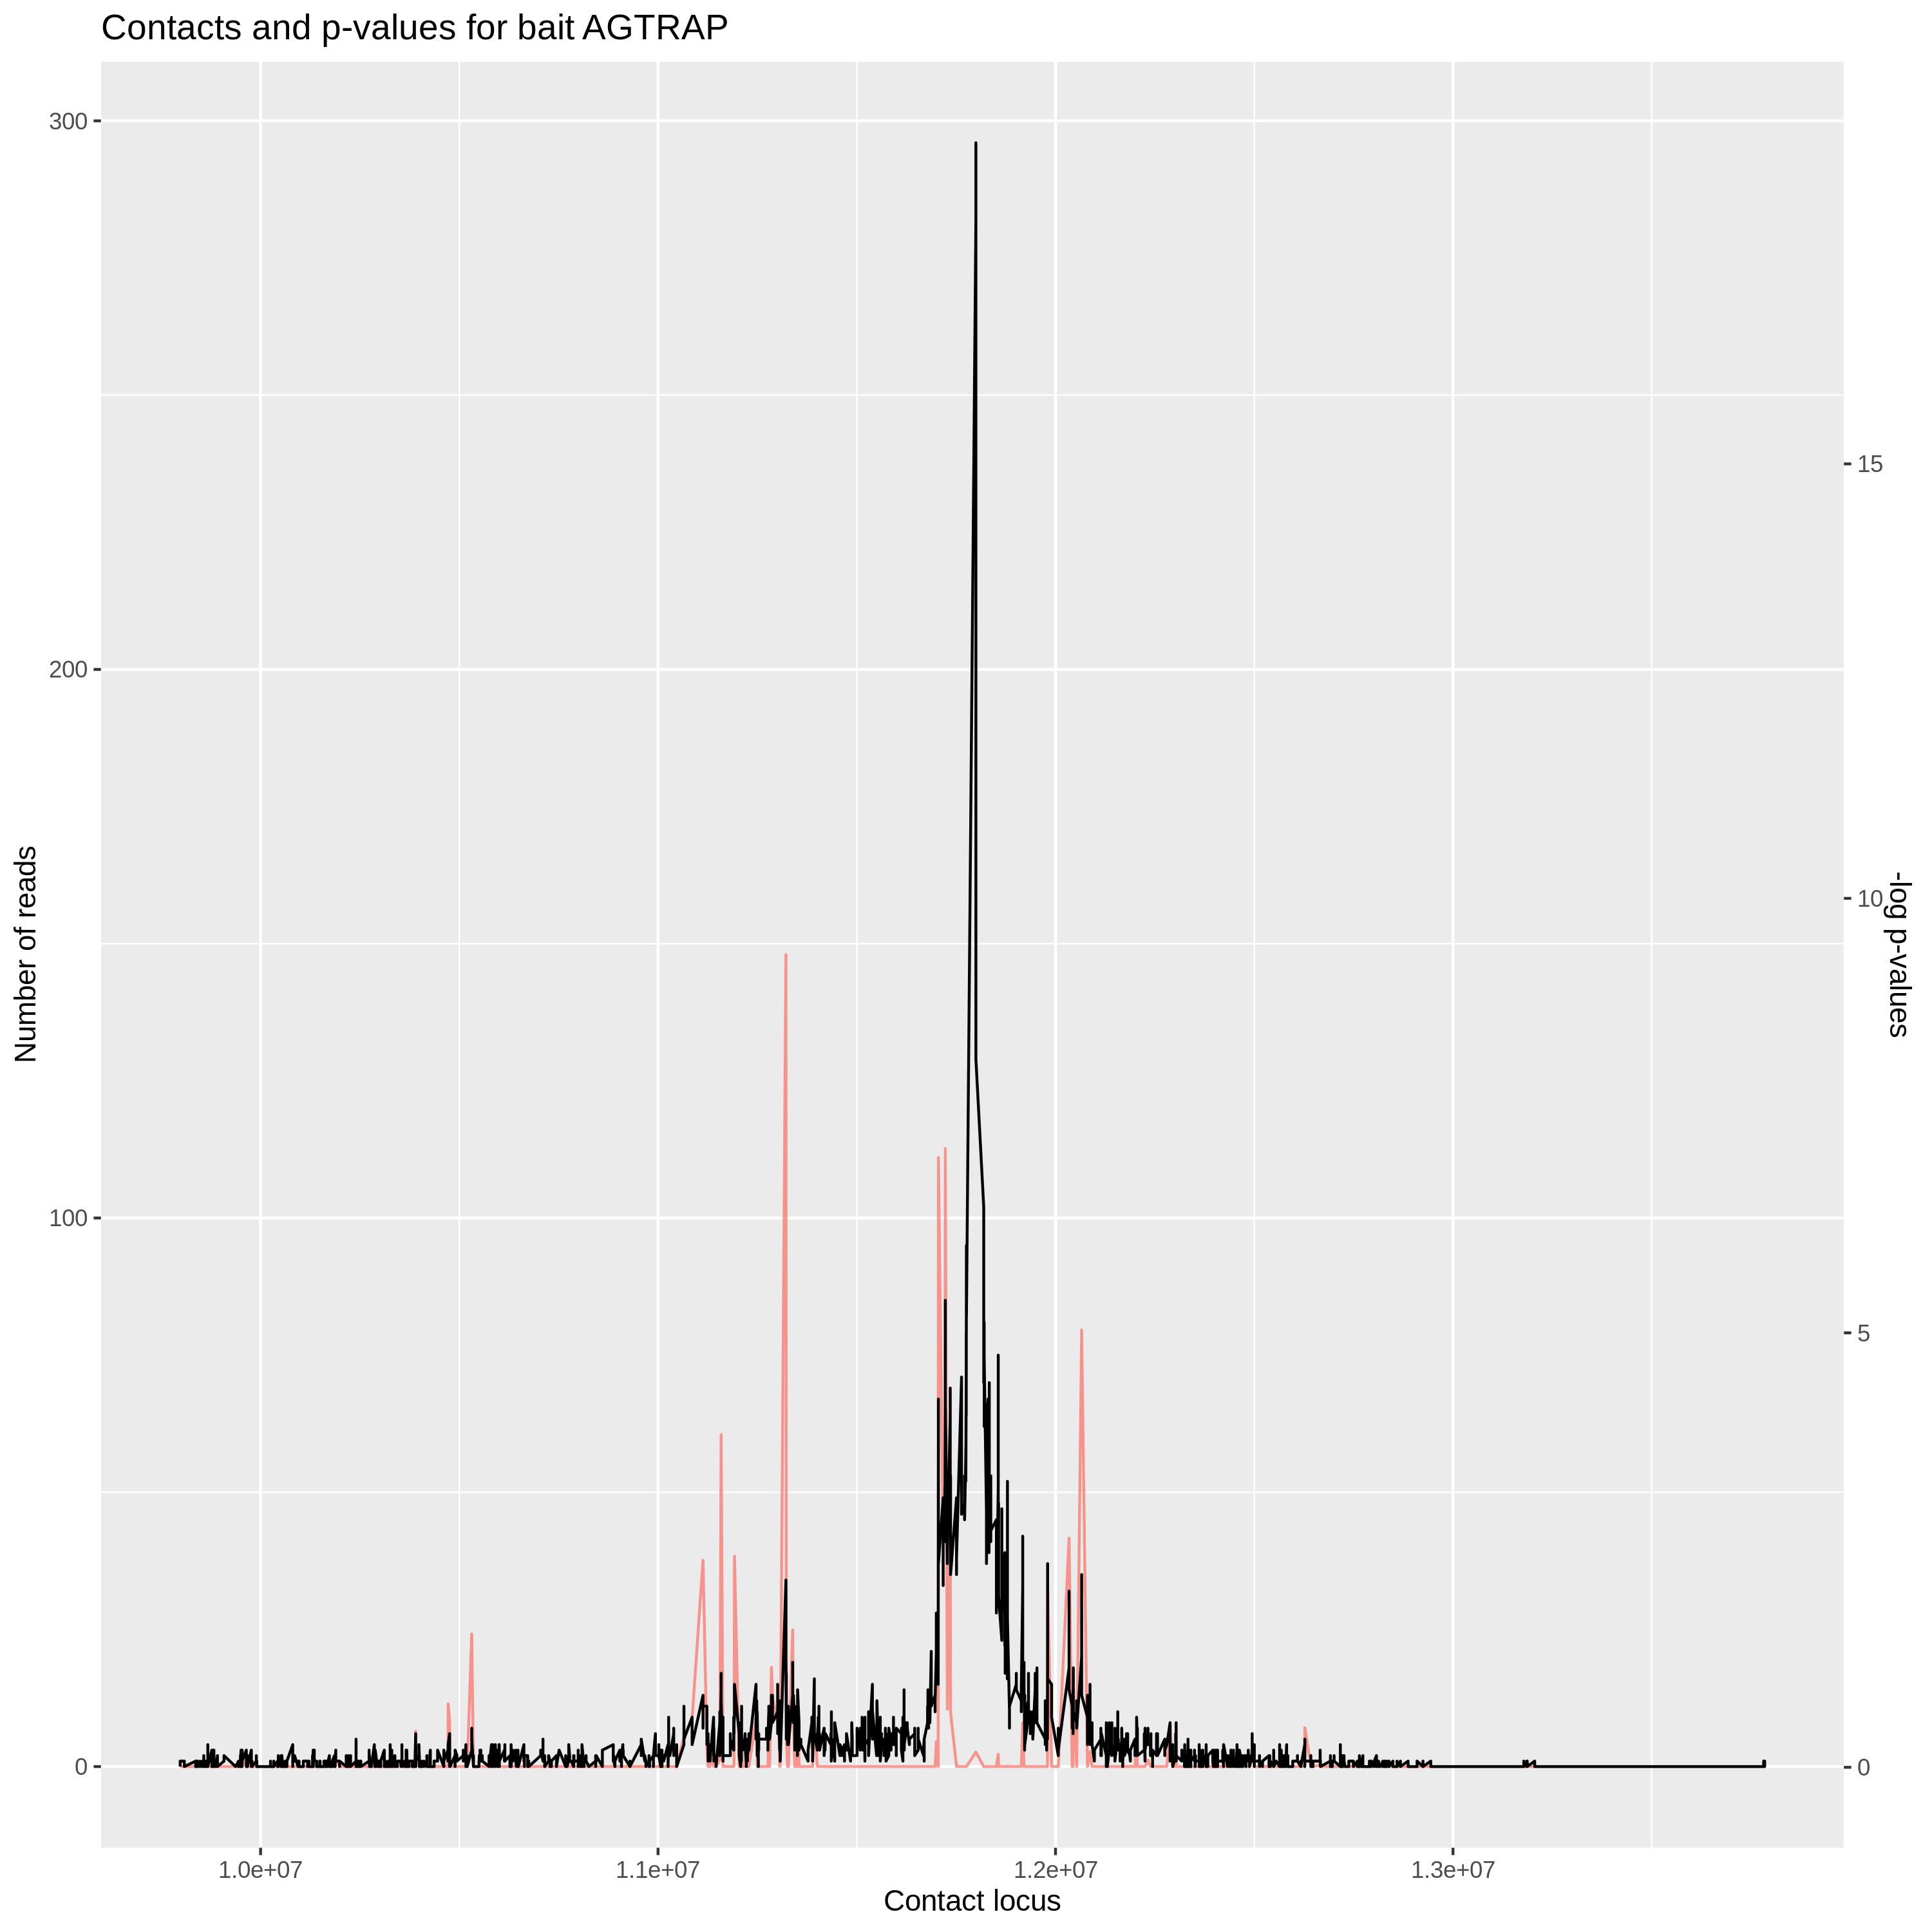 Contacts and p-values for bait AGTRAP
300
200
100
0
Number of reads
15
10
5
0
-log p-values
1.0e+07
1.1e+07
1.2e+07
1.3e+07
Contact locus